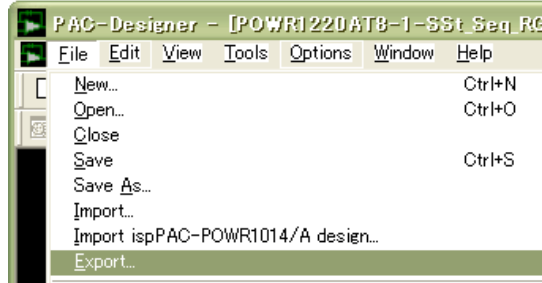 PAC-Designer - [POWR1220AT8-1-SSt_Seq_RG
File Edit View Tools Options Window Help
New... Ctrl+N
Open... Ctrl+O
Close
Save Ctrl+S
Save As...
Import...
Import ispPAC-POWR1014/A design...
Export...